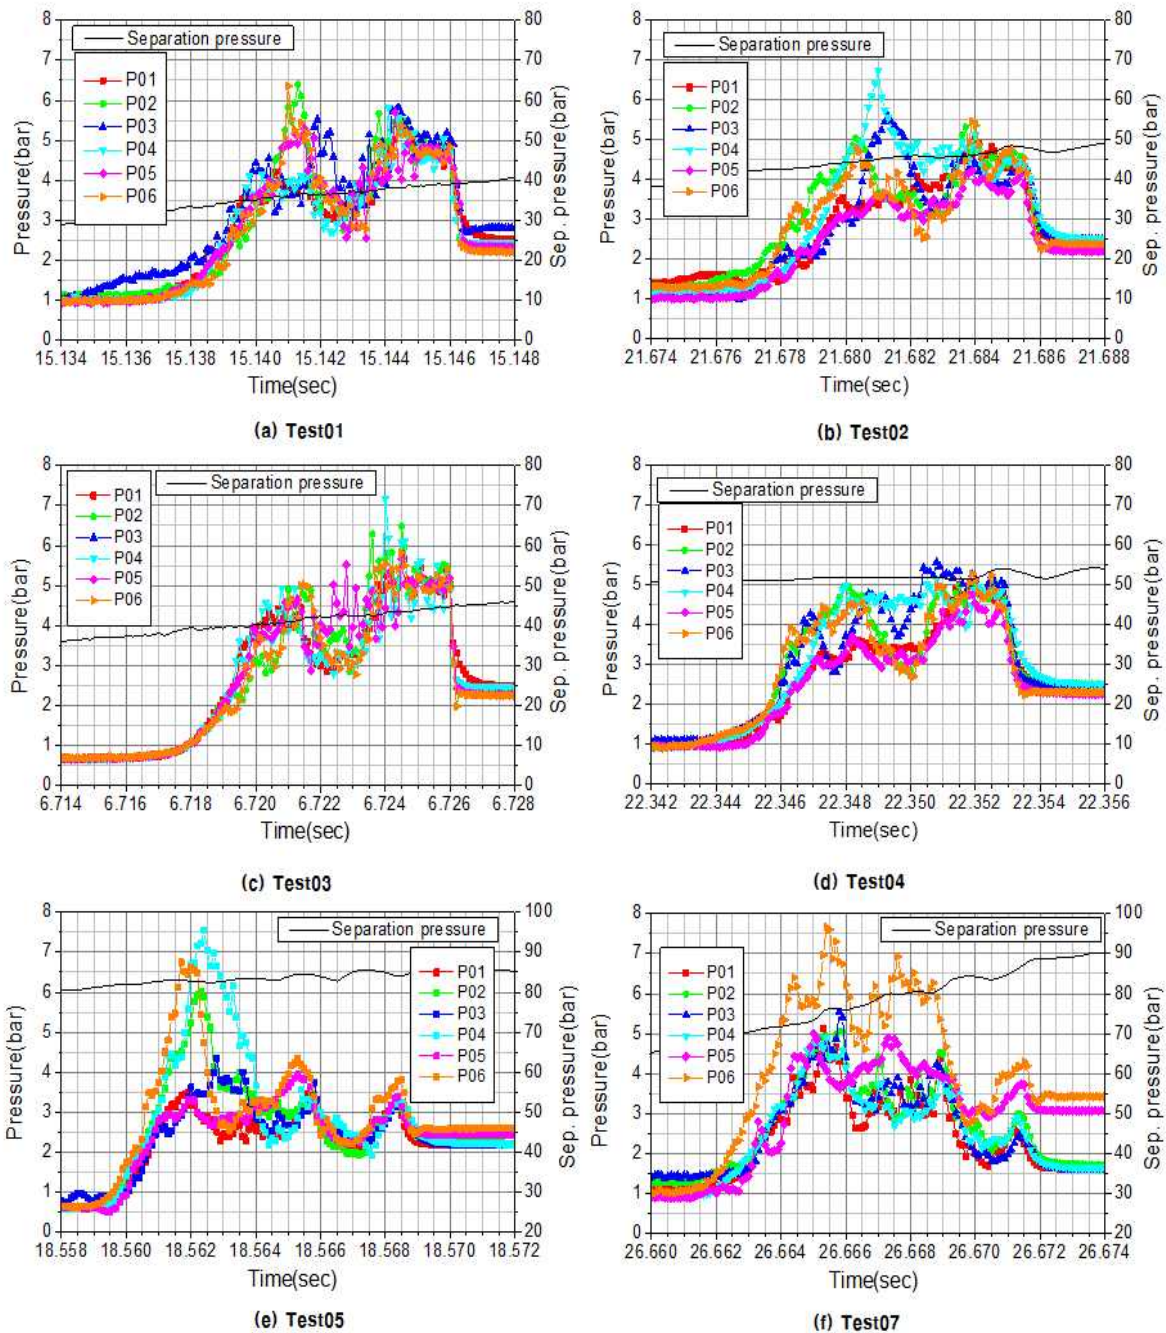 Separation pressure
P01
P02
P03
P04
P05
P06
Pressure(bar)
Sep. pressure(bar)
8
7
6
5
4
3
2
1
0
80
70
60
50
40
30
20
10
0
15.134 15.136 15.138 15.140 15.142 15.144 15.146 15.148
Time(sec)
(a) Test01
Separation pressure
P01
P02
P03
P04
P05
P06
Pressure(bar)
Sep. pressure(bar)
8
7
6
5
4
3
2
1
0
80
70
60
50
40
30
20
10
0
21.674 21.676 21.678 21.680 21.682 21.684 21.686 21.688
Time(sec)
(b) Test02
Separation pressure
P01
P02
P03
P04
P05
P06
Pressure(bar)
Sep. pressure(bar)
8
7
6
5
4
3
2
1
0
80
70
60
50
40
30
20
10
0
6.714 6.716 6.718 6.720 6.722 6.724 6.726 6.728
Time(sec)
(c) Test03
Separation pressure
P01
P02
P03
P04
P05
P06
Pressure(bar)
Sep. pressure(bar)
8
7
6
5
4
3
2
1
0
80
70
60
50
40
30
20
10
0
22.342 22.344 22.346 22.348 22.350 22.352 22.354 22.356
Time(sec)
(d) Test04
Separation pressure
P01
P02
P03
P04
P05
P06
Pressure(bar)
Sep. pressure(bar)
8
7
6
5
4
3
2
1
0
100
90
80
70
60
50
40
30
20
18.558 18.560 18.562 18.564 18.566 18.568 18.570 18.572
Time(sec)
(e) Test05
Separation pressure
P01
P02
P03
P04
P05
P06
Pressure(bar)
Sep. pressure(bar)
8
7
6
5
4
3
2
1
0
100
90
80
70
60
50
40
30
20
26.660 26.662 26.664 26.666 26.668 26.670 26.672 26.674
Time(sec)
(f) Test07